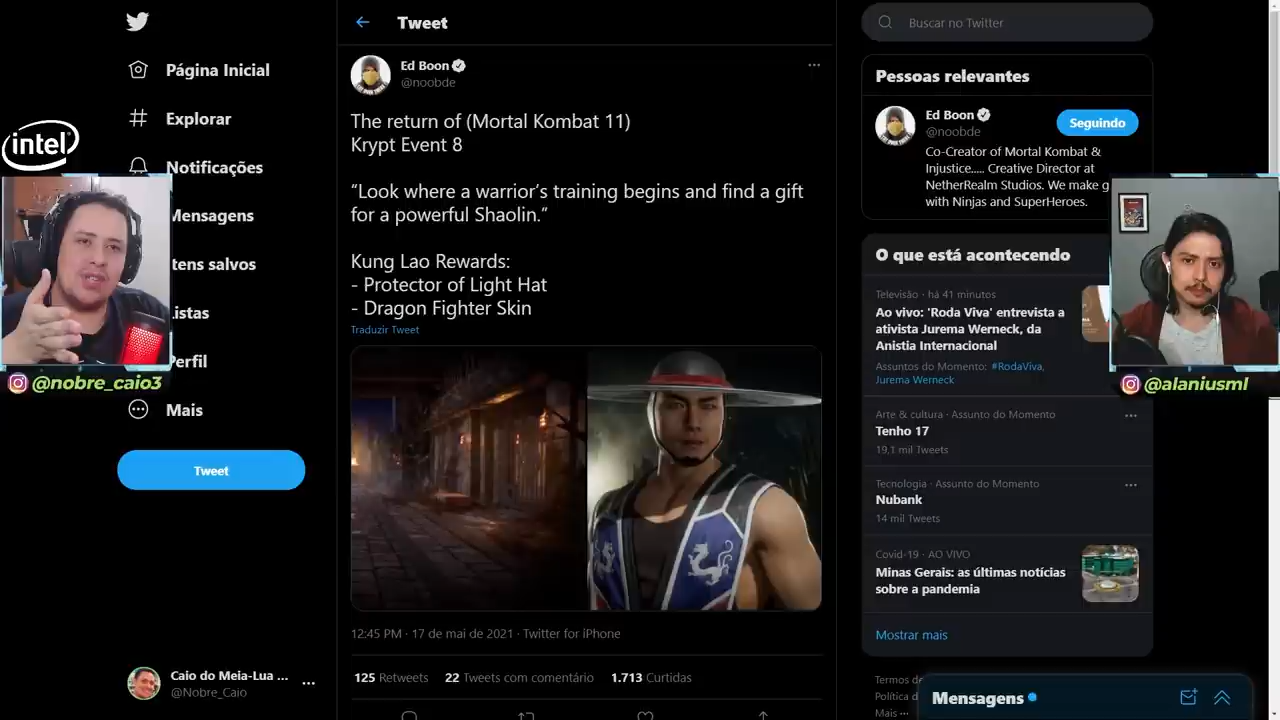 Tweet
Buscar no Twitter
Página Inicial
Explorar
Notificações
Mensagens
Itens salvos
Listas
Perfil
Mais
Tweet
Caio do Meia-Lua ...
@Nobre_Caio
intel
@nobre_caio3
Ed Boon
@noobde
The return of (Mortal Kombat 11)
Krypt Event 8
“Look where a warrior’s training begins and find a gift
for a powerful Shaolin.”
Kung Lao Rewards:
- Protector of Light Hat
- Dragon Fighter Skin
Traduzir Tweet
12:45 PM · 17 de mai de 2021 · Twitter for iPhone
125 Retweets 22 Tweets com comentário 1.713 Curtidas
Pessoas relevantes
Ed Boon
@noobde
Seguindo
Co-Creator of Mortal Kombat &
Injustice..... Creative Director at
NetherRealm Studios. We make g
with Ninjas and SuperHeroes.
@alaniusml
O que está acontecendo
Televisão · há 41 minutos
Ao vivo: 'Roda Viva' entrevista a
ativista Jurema Werneck, da
Anistia Internacional
Assuntos do Momento: #RodaViva,
Jurema Werneck
Arte & cultura · Assunto do Momento
Tenho 17
19,1 mil Tweets
Tecnologia · Assunto do Momento
Nubank
14 mil Tweets
Covid-19 · AO VIVO
Minas Gerais: as últimas notícias
sobre a pandemia
Mostrar mais
Termos de
Política d
Mais ···
Mensagens